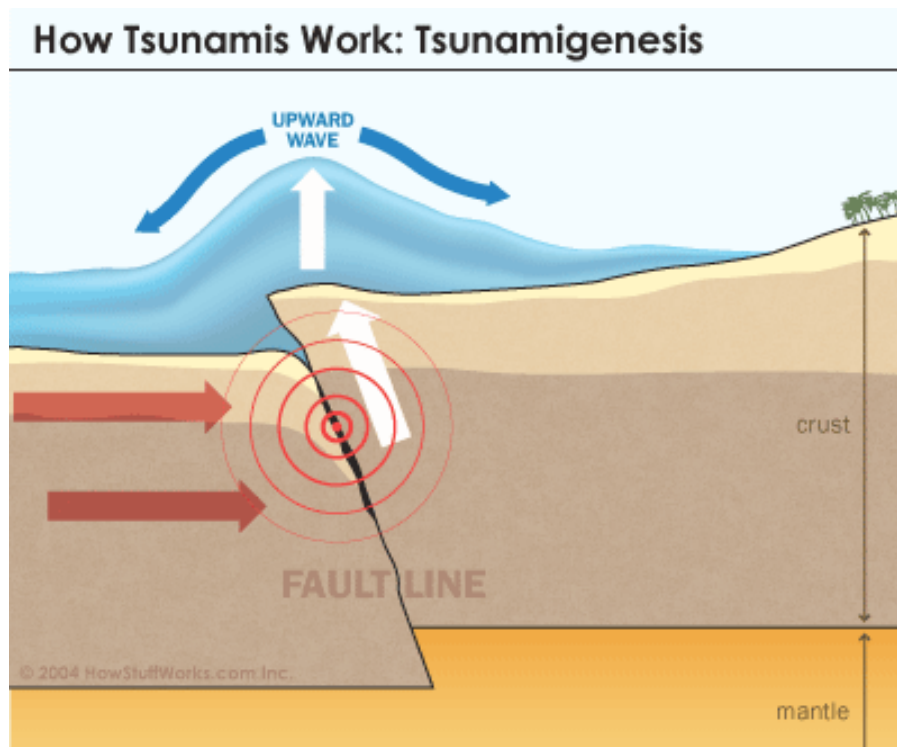 How Tsunamis Work: Tsunamigenesis
UPWARD
WAVE
crust
FAULT LINE
© 2004 HowStuffWorks.com Inc.
mantle